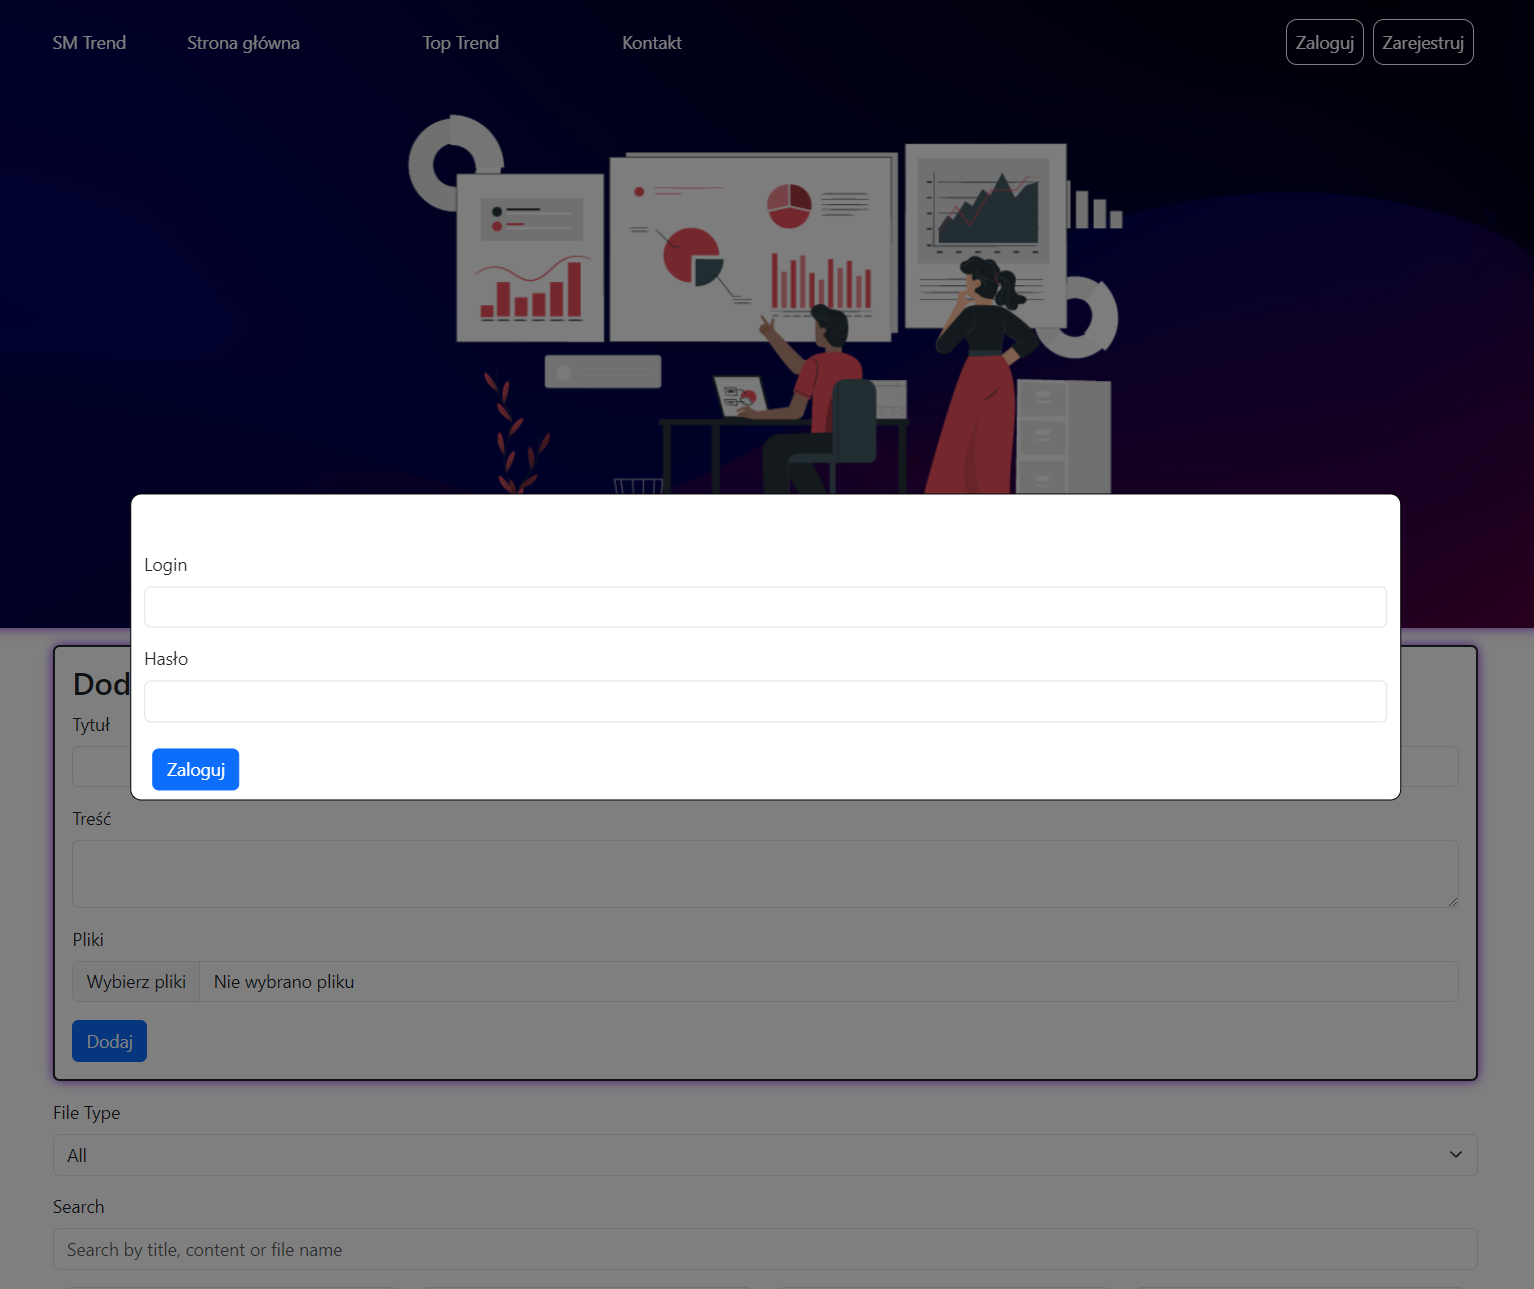 SM Trend
Strona główna
Top Trend
Kontakt
Zaloguj
Zarejestruj
Login
Hasło
Zaloguj
Dod
Tytuł
Treść
Pliki
Wybierz pliki
Nie wybrano pliku
Dodaj
File Type
All
Search
Search by title, content or file name